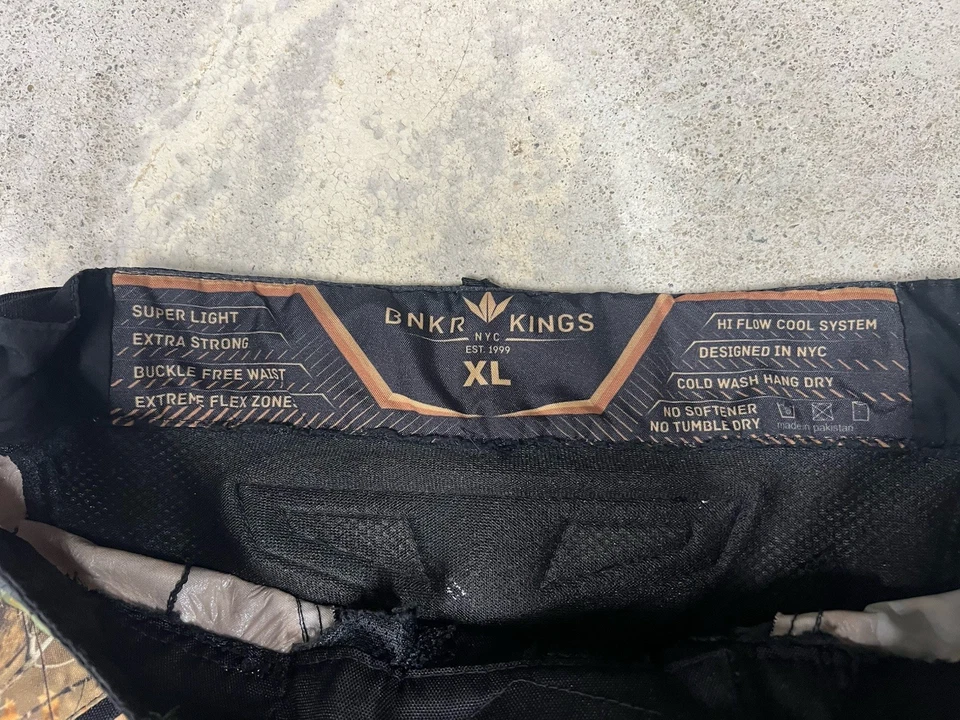 SUPER LIGHT
EXTRA STRONG
BUCKLE FREE WAIST
EXTREME FLEX ZONE
BNKR KINGS
NYC
EST. 1999
XL
HI FLOW COOL SYSTEM
DESIGNED IN NYC
COLD WASH HANG DRY
NO SOFTENER
NO TUMBLE DRY
made in pakistan